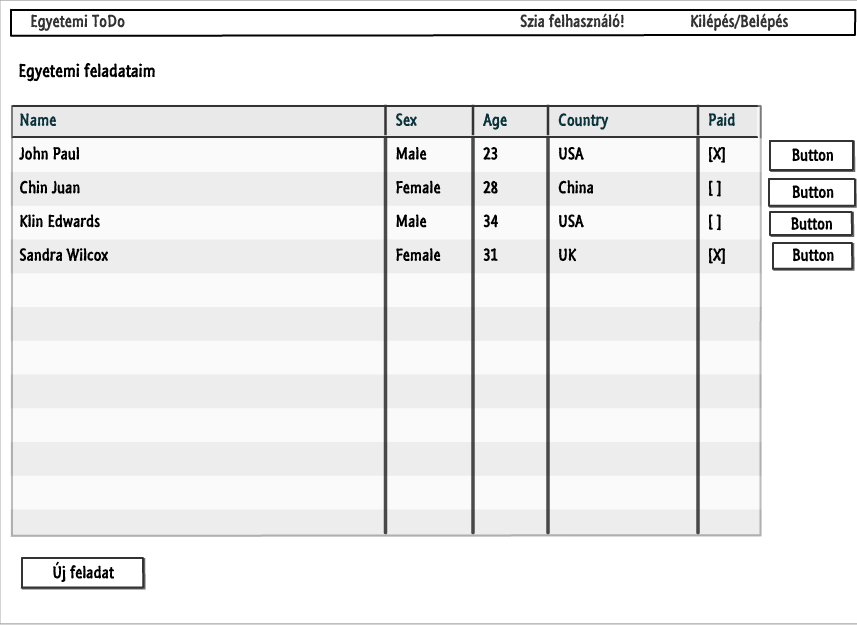 Egyetemi ToDo Szia felhasználó! Kilépés/Belépés
Egyetemi feladataim
Name Sex Age Country Paid
John Paul Male 23 USA [X] Button
Chin Juan Female 28 China [ ] Button
Klin Edwards Male 34 USA [ ] Button
Sandra Wilcox Female 31 UK [X] Button
Új feladat